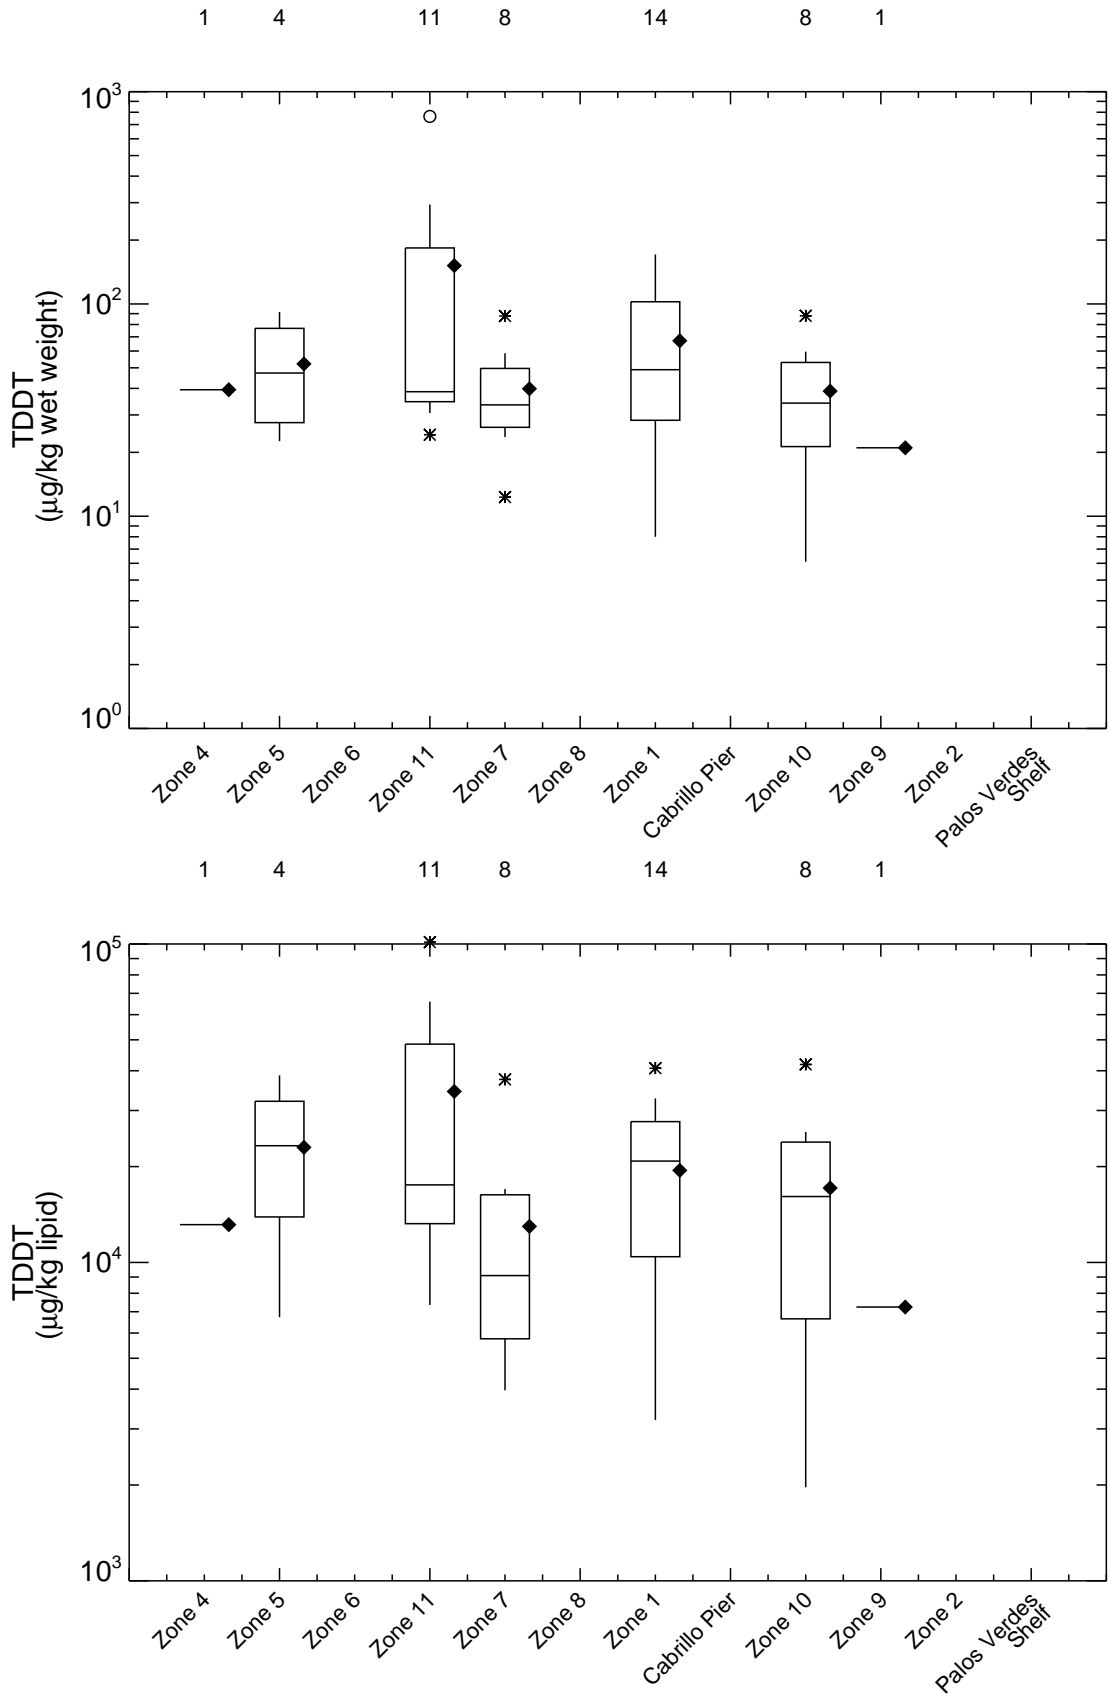 1 4 11 8 14 8 1
10³
10²
10¹
10⁰
TDDT
(µg/kg wet weight)
Zone 4 Zone 5 Zone 6 Zone 11 Zone 7 Zone 8 Zone 1 Cabrillo Pier Zone 10 Zone 9 Zone 2 Palos Verdes
Shelf
1 4 11 8 14 8 1
10⁵
10⁴
10³
TDDT
(µg/kg lipid)
Zone 4 Zone 5 Zone 6 Zone 11 Zone 7 Zone 8 Zone 1 Cabrillo Pier Zone 10 Zone 9 Zone 2 Palos Verdes
Shelf